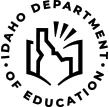 IDAHO DEPARTMENT
OF EDUCATION